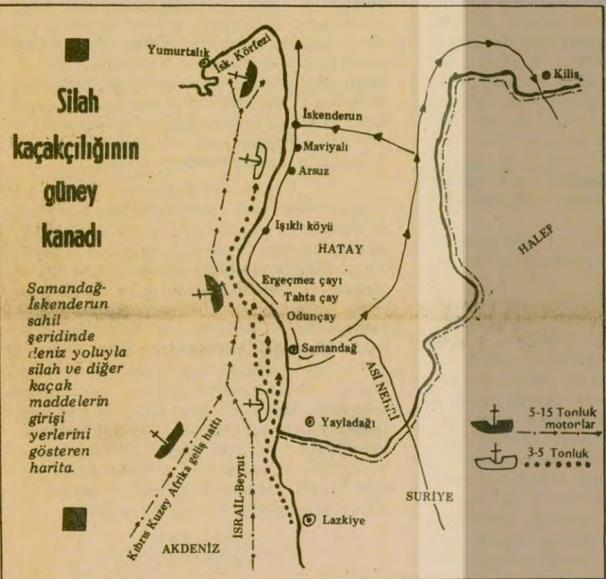 Silah
kaçakçılığının
güney
kanadı
Samandağ-
İskenderun
sahil
şeridinde
deniz yoluyla
silah ve diğer
kaçak
maddelerin
girişi
yerlerini
gösteren
harita.
Yumurtalık
İsk. Körfezi
Kilis
İskenderun
Maviyalı
Arsuz
Işıklı köyü
HATAY
HALEP
Ergeçmez çayı
Tahta çay
Odunçay
Samandağ
ASİ NEHRİ
Yayladağı
5-15 Tonluk
motorlar
3-5 Tonluk
SURİYE
Lazkiye
Kıbrıs Kuzey Afrika geliş hattı
İSRAİL-Beyrut
AKDENİZ